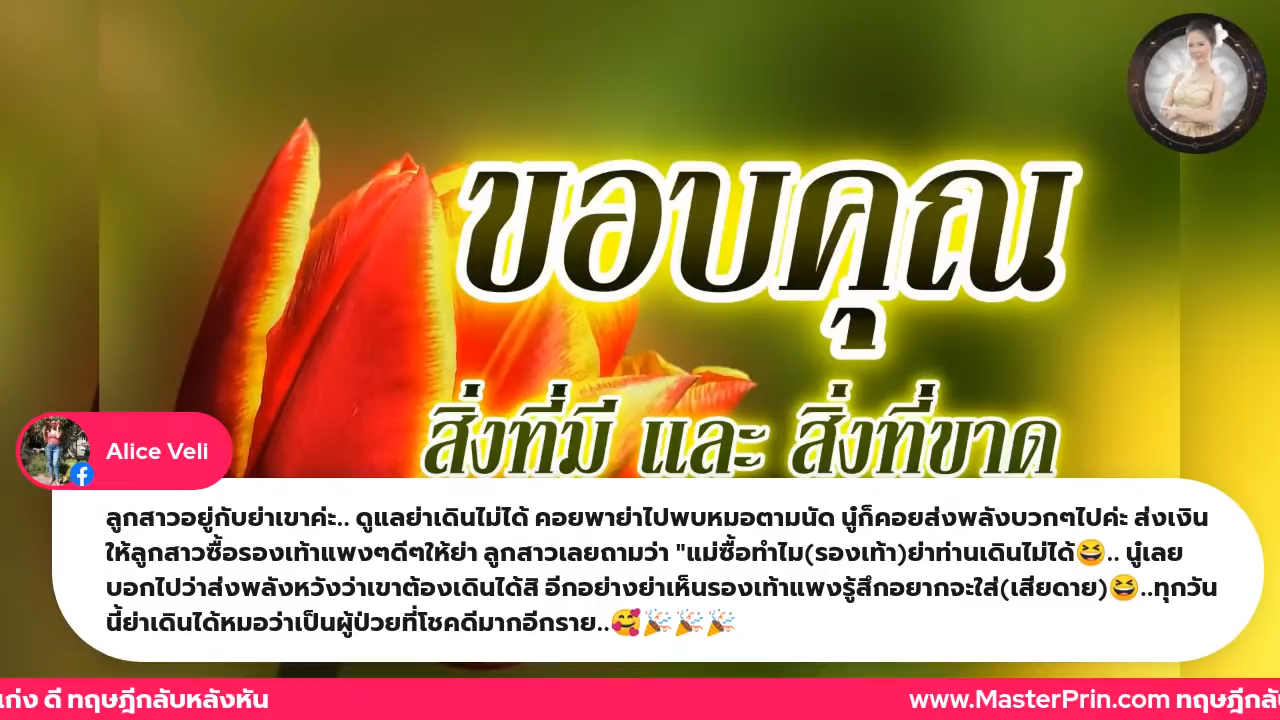 ขอบคุณ
สิ่งที่มี และ สิ่งที่ขาด
Alice Veli
ลูกสาวอยู่กับย่าเขาค่ะ.. ดูแลย่าเดินไม่ได้ คอยพาย่าไปพบหมอตามนัด นู๋ก็คอยส่งพลังบวกๆไปค่ะ ส่งเงิน
ให้ลูกสาวซื้อรองเท้าแพงๆดีๆให้ย่า ลูกสาวเลยถามว่า "แม่ซื้อทำไม(รองเท้า)ย่าท่านเดินไม่ได้😆.. นู๋เลย
บอกไปว่าส่งพลังหวังว่าเขาต้องเดินได้สิ อีกอย่างย่าเห็นรองเท้าแพงรู้สึกอยากจะใส่(เสียดาย)😆..ทุกวัน
นี้ย่าเดินได้หมอว่าเป็นผู้ป่วยที่โชคดีมากอีกราย..🥰🎉🎉🎉
เก่ง ดี ทฤษฎีกลับหลังหัน
www.MasterPrin.com ทฤษฎีกลับ